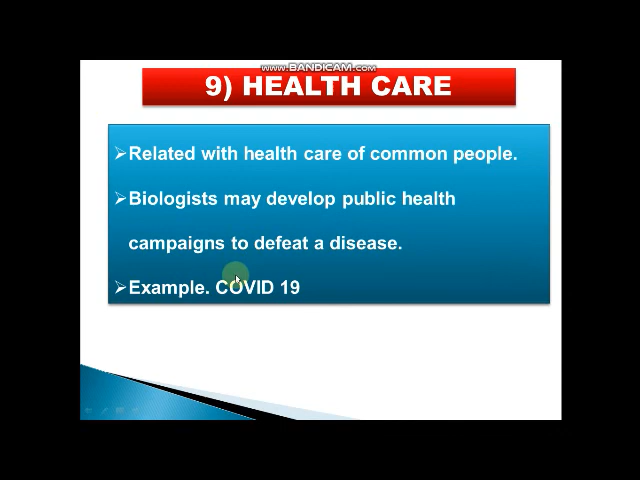 www.BANDICAM.com
9) HEALTH CARE
➢Related with health care of common people.
➢Biologists may develop public health
campaigns to defeat a disease.
➢Example. COVID 19